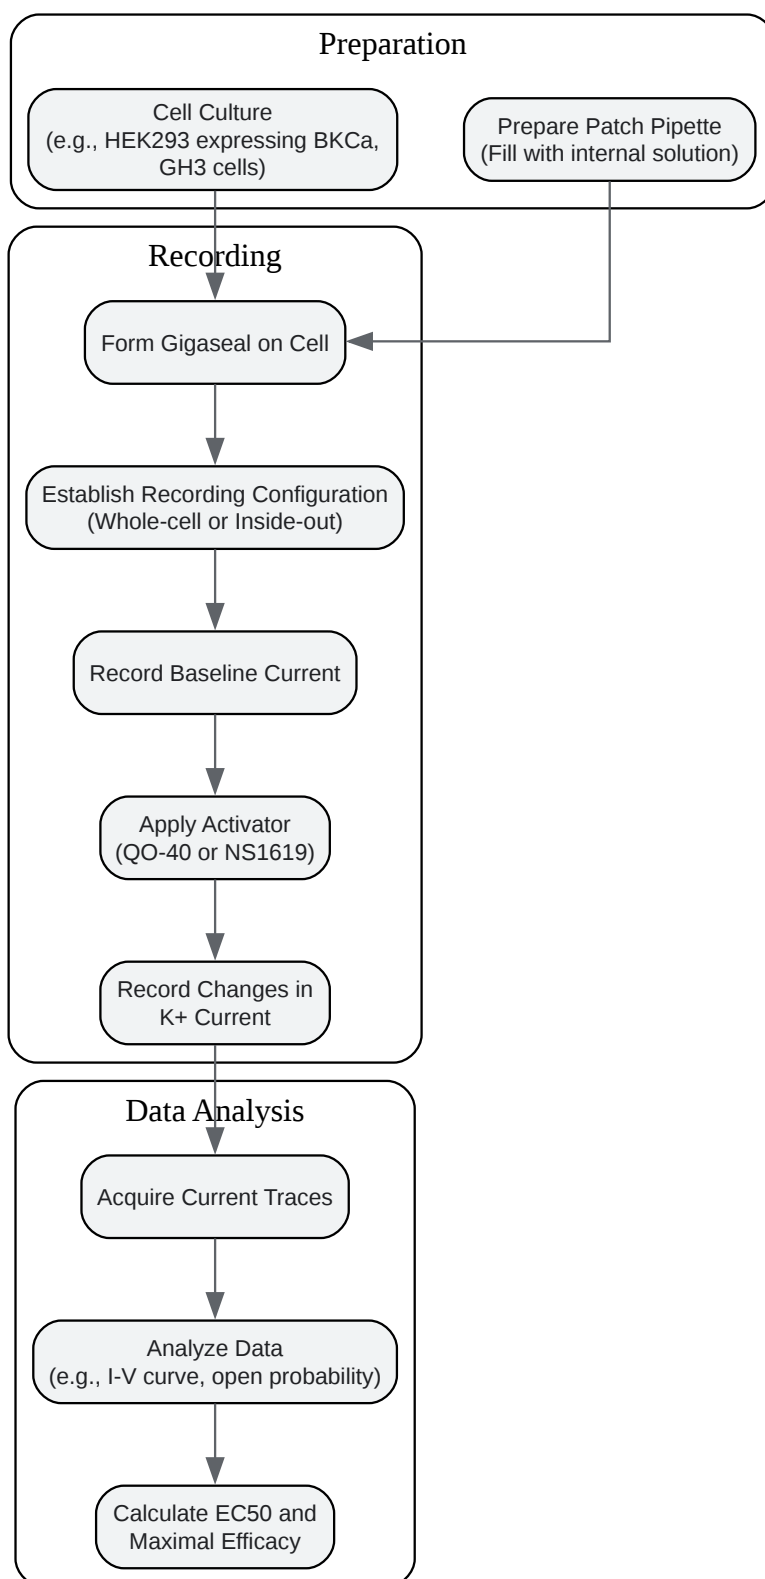 Preparation
Cell Culture
(e.g., HEK293 expressing BKCa,
GH3 cells)
Prepare Patch Pipette
(Fill with internal solution)
Recording
Form Gigaseal on Cell
Establish Recording Configuration
(Whole-cell or Inside-out)
Record Baseline Current
Apply Activator
(QO-40 or NS1619)
Record Changes in
K+ Current
Data Analysis
Acquire Current Traces
Analyze Data
(e.g., I-V curve, open probability)
Calculate EC50 and
Maximal Efficacy